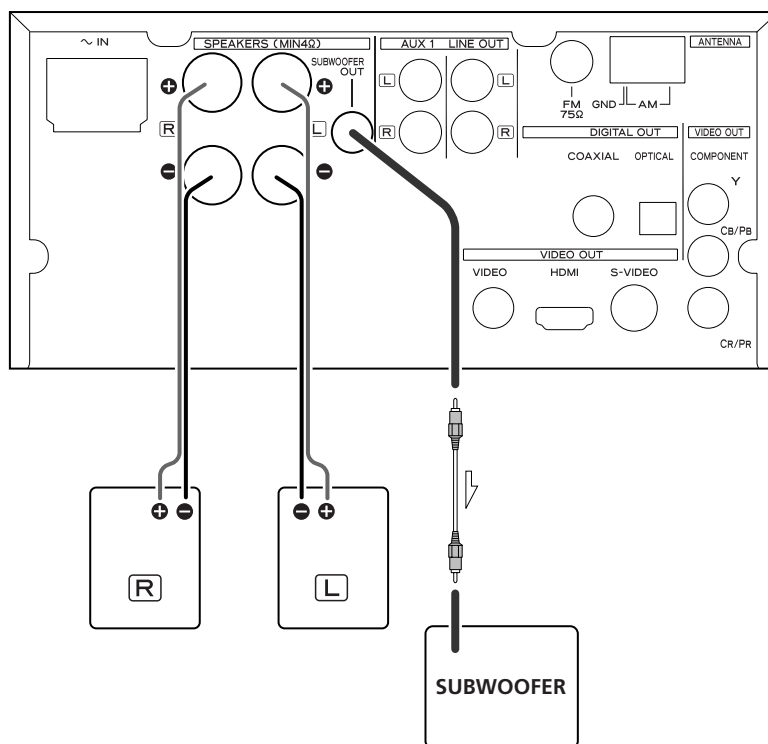 ∼ IN
SPEAKERS (MIN4Ω)
SUBWOOFER
OUT
AUX 1 LINE OUT
ANTENNA
+ +
L L
R L
R R
− −
FM
75Ω
GND AM
DIGITAL OUT
COAXIAL OPTICAL
VIDEO OUT
COMPONENT
Y
CB/PB
CR/PR
VIDEO OUT
VIDEO HDMI S-VIDEO
+ − − +
R L
SUBWOOFER